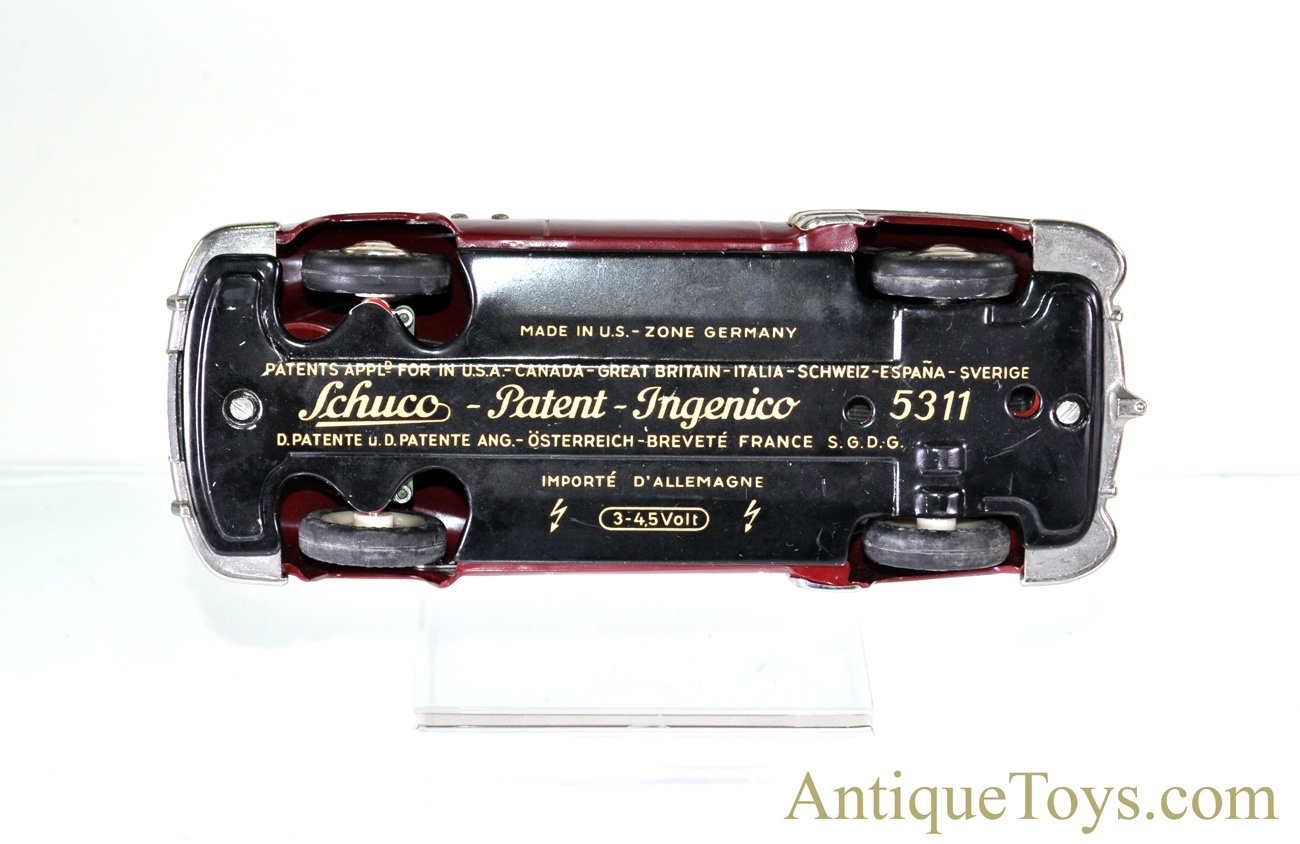 MADE IN U.S.-ZONE GERMANY
PATENTS APPLD FOR IN U.S.A.-CANADA-GREAT BRITAIN-ITALIA-SCHWEIZ-ESPAÑA-SVERIGE
Schuco -Patent-Ingenico 5311
D.PATENTE u.D.PATENTE ANG.-ÖSTERREICH-BREVETÉ FRANCE S.G.D.G.
IMPORTÉ D'ALLEMAGNE
3-4,5Volt
AntiqueToys.com